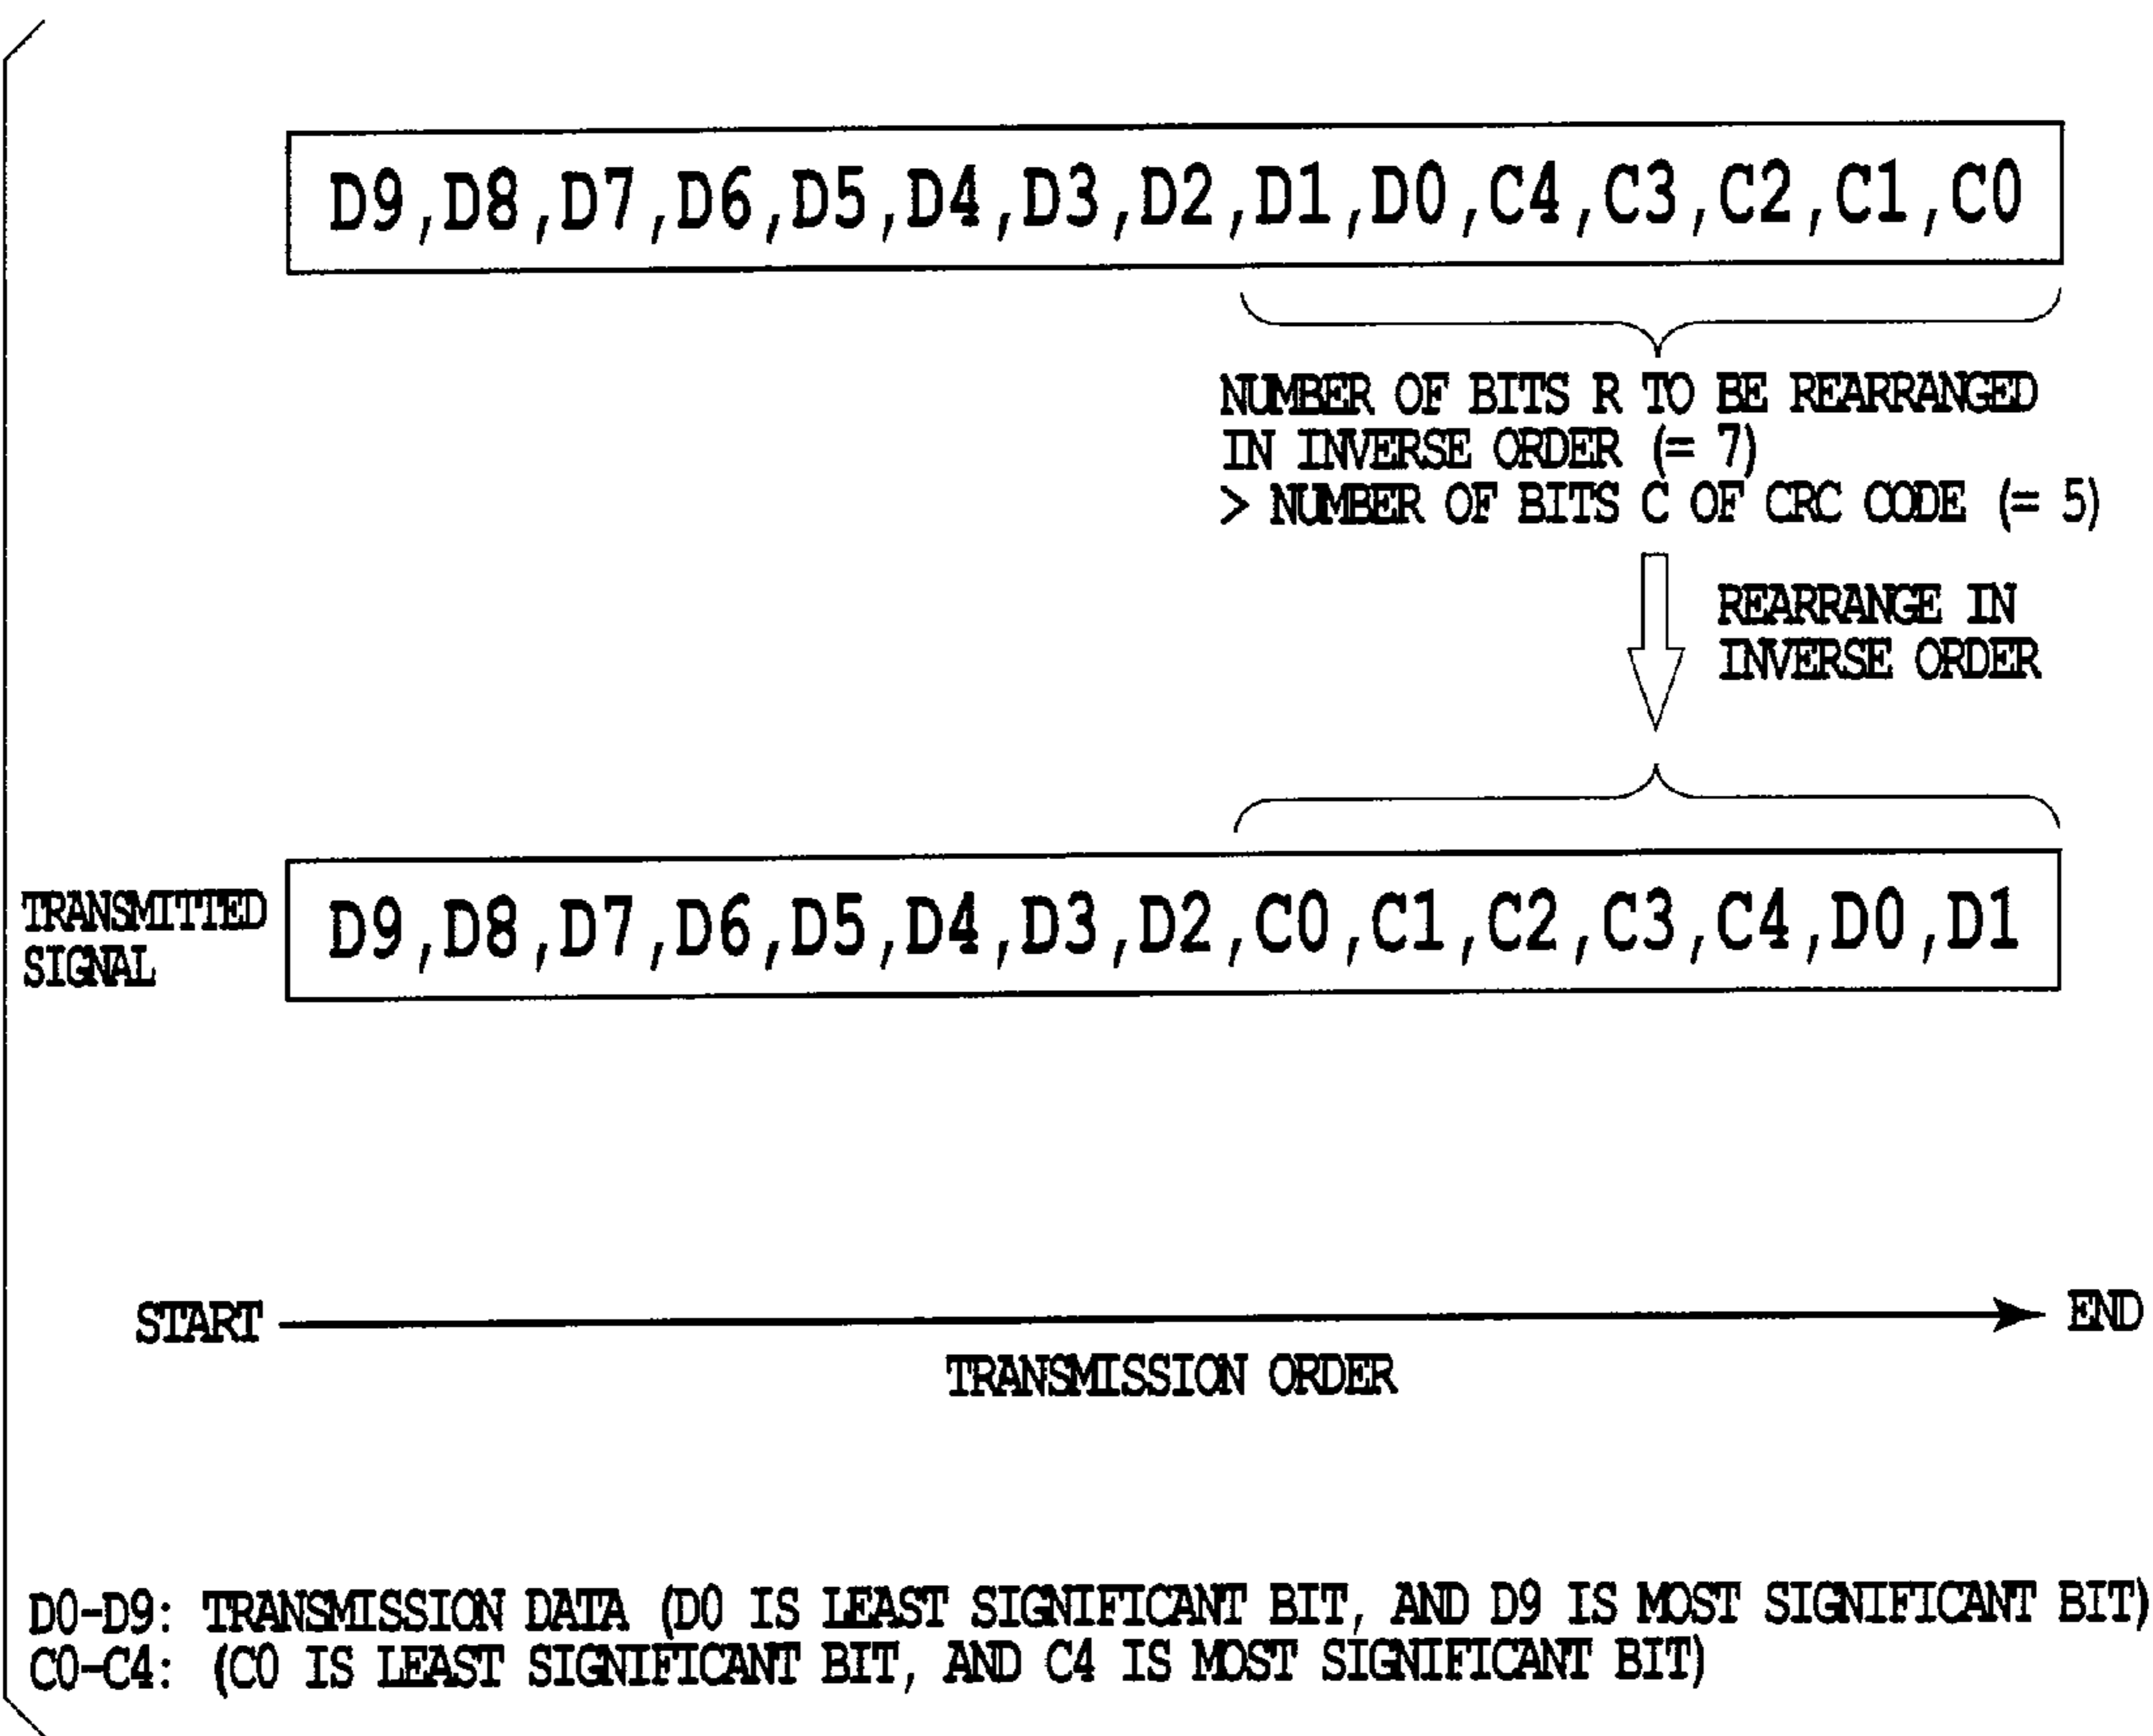 D9,D8,D7,D6,D5,D4,D3,D2,D1,D0,C4,C3,C2,C1,C0
NUMBER OF BITS R TO BE REARRANGED
IN INVERSE ORDER (= 7)
> NUMBER OF BITS C OF CRC CODE (= 5)
REARRANGE IN
INVERSE ORDER
TRANSMITTED
SIGNAL
D9,D8,D7,D6,D5,D4,D3,D2,C0,C1,C2,C3,C4,D0,D1
START
END
TRANSMISSION ORDER
D0-D9: TRANSMISSION DATA (D0 IS LEAST SIGNIFICANT BIT, AND D9 IS MOST SIGNIFICANT BIT)
C0-C4: (C0 IS LEAST SIGNIFICANT BIT, AND C4 IS MOST SIGNIFICANT BIT)